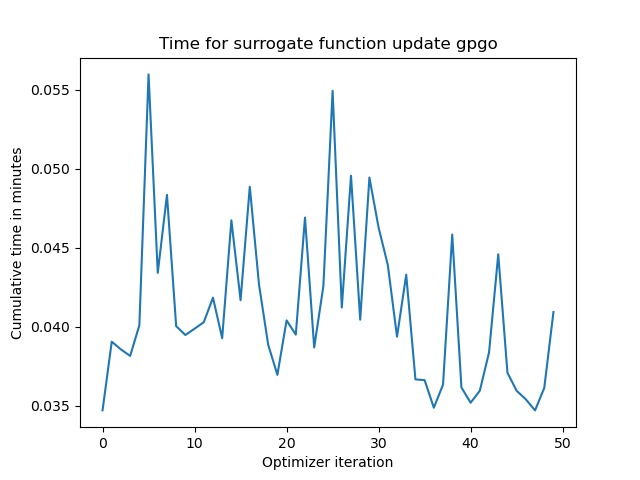 Time for surrogate function update gpgo
Cumulative time in minutes
0.055
0.050
0.045
0.040
0.035
0 10 20 30 40 50
Optimizer iteration